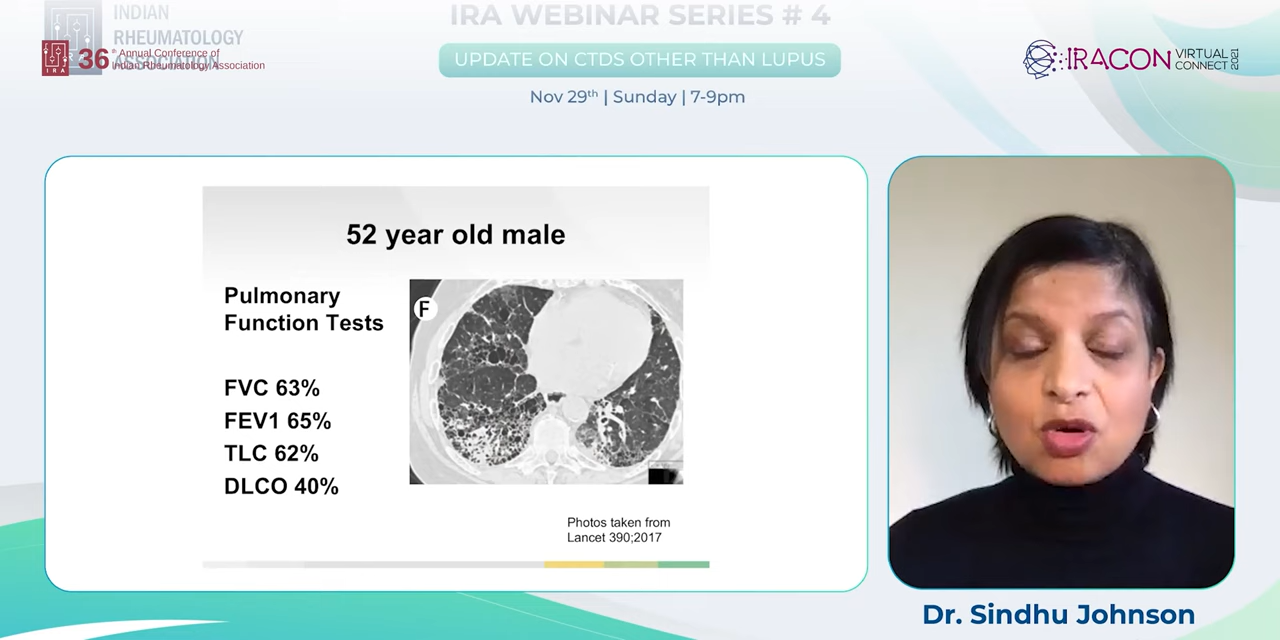 INDIAN
RHEUMATOLOGY
ASSOCIATION
36th Annual Conference of
Indian Rheumatology Association
IRA
IRA WEBINAR SERIES # 4
UPDATE ON CTDS OTHER THAN LUPUS
Nov 29th | Sunday | 7-9pm
IRACON VIRTUAL
CONNECT 2021
52 year old male
Pulmonary
Function Tests
FVC 63%
FEV1 65%
TLC 62%
DLCO 40%
F
Photos taken from
Lancet 390;2017
Dr. Sindhu Johnson